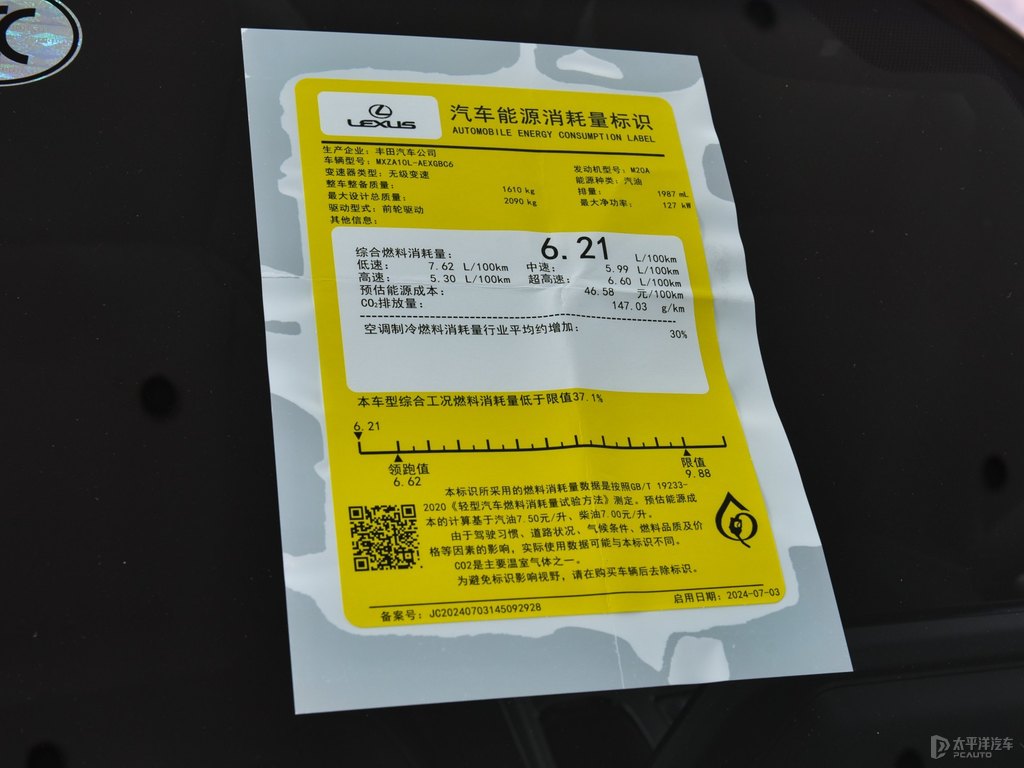 C
LEXUS
汽车能源消耗量标识
AUTOMOBILE ENERGY CONSUMPTION LABEL
生产企业：丰田汽车公司
车辆型号：MXZA10L-AEXGBC6
发动机型号：M20A
变速器类型：无级变速
能源种类：汽油
整车整备质量： 1610 kg
排量： 1987 mL
最大设计总质量： 2090 kg
最大净功率： 127 kW
驱动型式：前轮驱动
其他信息：
综合燃料消耗量： 6.21 L/100km
低速： 7.62 L/100km 中速： 5.99 L/100km
高速： 5.30 L/100km 超高速： 6.60 L/100km
预估能源成本： 46.58 元/100km
CO₂排放量： 147.03 g/km
空调制冷燃料消耗量行业平均约增加： 30%
本车型综合工况燃料消耗量低于限值37.1%
6.21
领跑值
6.62
限值
9.88
本标识所采用的燃料消耗量数据是按照GB/T 19233-
2020《轻型汽车燃料消耗量试验方法》测定。预估能源成
本的计算基于汽油7.50元/升、柴油7.00元/升。
由于驾驶习惯、道路状况、气候条件、燃料品质及价
格等因素的影响，实际使用数据可能与本标识不同。
CO2是主要温室气体之一。
为避免标识影响视野，请在购买车辆后去除标识。
备案号：JC20240703145092928
启用日期：2024-07-03
太平洋汽车
PCAUTO